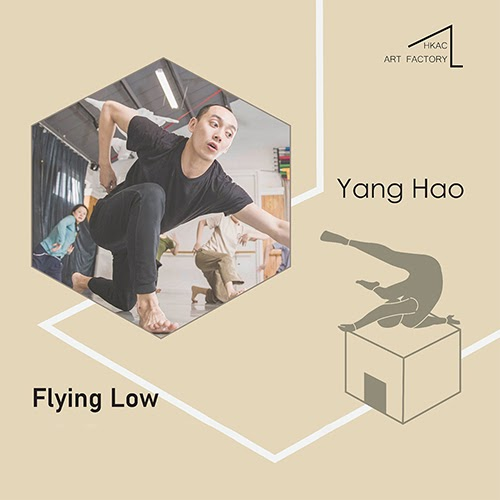 HKAC
ART FACTORY
Yang Hao
Flying Low